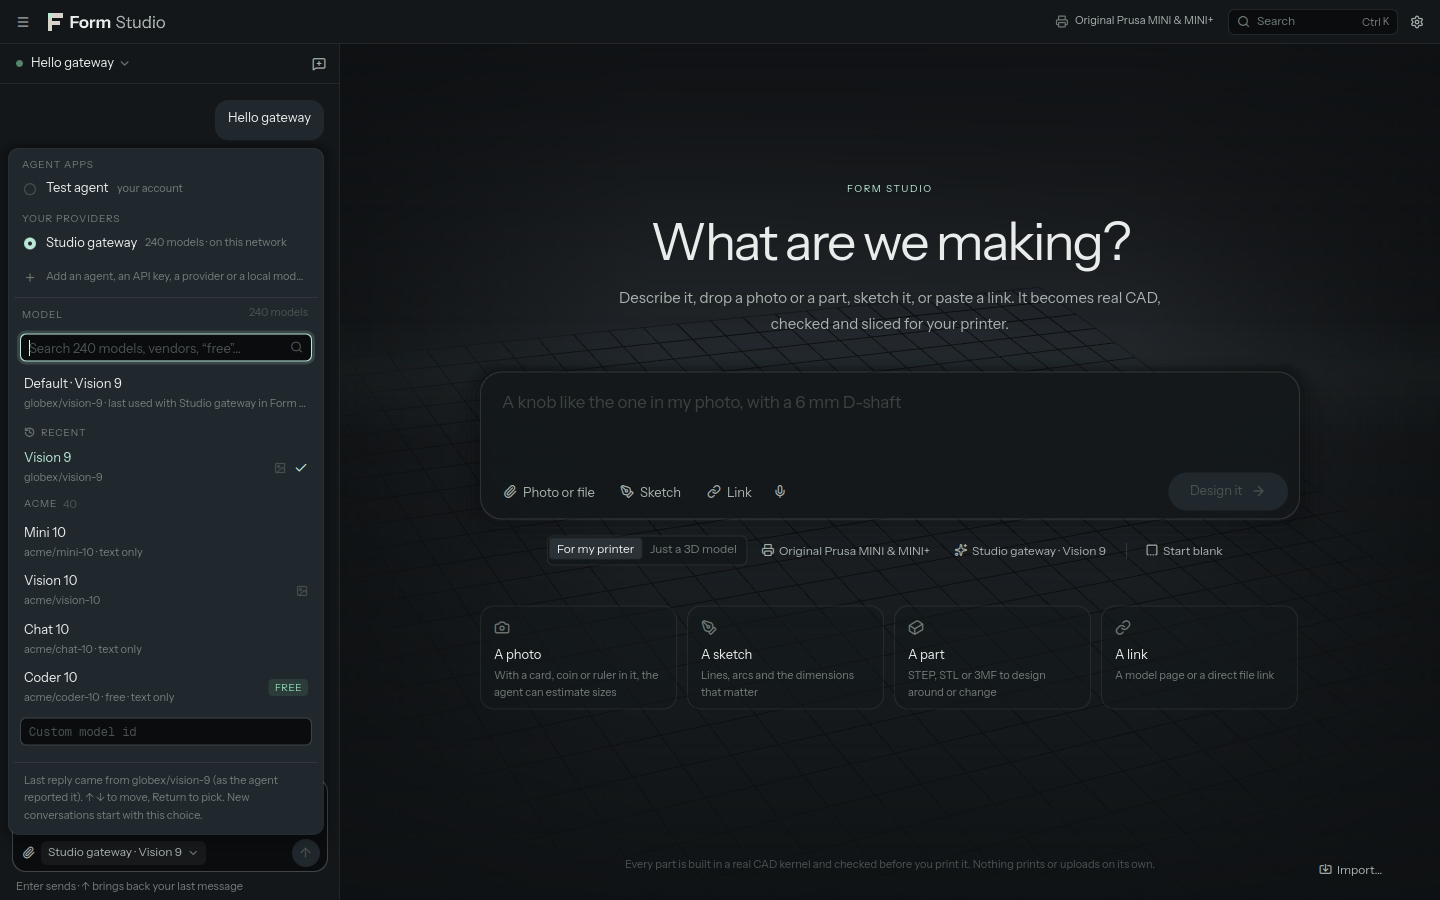 Form Studio
Original Prusa MINI & MINI+
Search
Ctrl K
Hello gateway
Hello gateway
AGENT APPS
Test agent your account
YOUR PROVIDERS
Studio gateway 240 models · on this network
Add an agent, an API key, a provider or a local mod...
MODEL
240 models
Search 240 models, vendors, “free”...
Default · Vision 9
globex/vision-9 · last used with Studio gateway in Form ...
RECENT
Vision 9
globex/vision-9
ACME 40
Mini 10
acme/mini-10 · text only
Vision 10
acme/vision-10
Chat 10
acme/chat-10 · text only
Coder 10
acme/coder-10 · free · text only
FREE
Custom model id
Last reply came from globex/vision-9 (as the agent
reported it). ↑ ↓ to move, Return to pick. New
conversations start with this choice.
Studio gateway · Vision 9
Enter sends · ↑ brings back your last message
FORM STUDIO
What are we making?
Describe it, drop a photo or a part, sketch it, or paste a link. It becomes real CAD,
checked and sliced for your printer.
A knob like the one in my photo, with a 6 mm D-shaft
Photo or file
Sketch
Link
Design it
For my printer
Just a 3D model
Original Prusa MINI & MINI+
Studio gateway · Vision 9
Start blank
A photo
With a card, coin or ruler in it, the
agent can estimate sizes
A sketch
Lines, arcs and the dimensions
that matter
A part
STEP, STL or 3MF to design
around or change
A link
A model page or a direct file link
Every part is built in a real CAD kernel and checked before you print it. Nothing prints or uploads on its own.
Import...